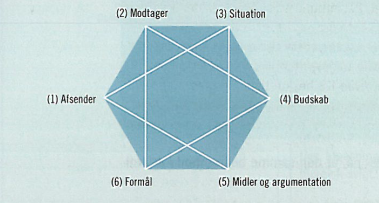 (2) Modtager
(3) Situation
(1) Afsender
(4) Budskab
(6) Formål
(5) Midler og argumentation